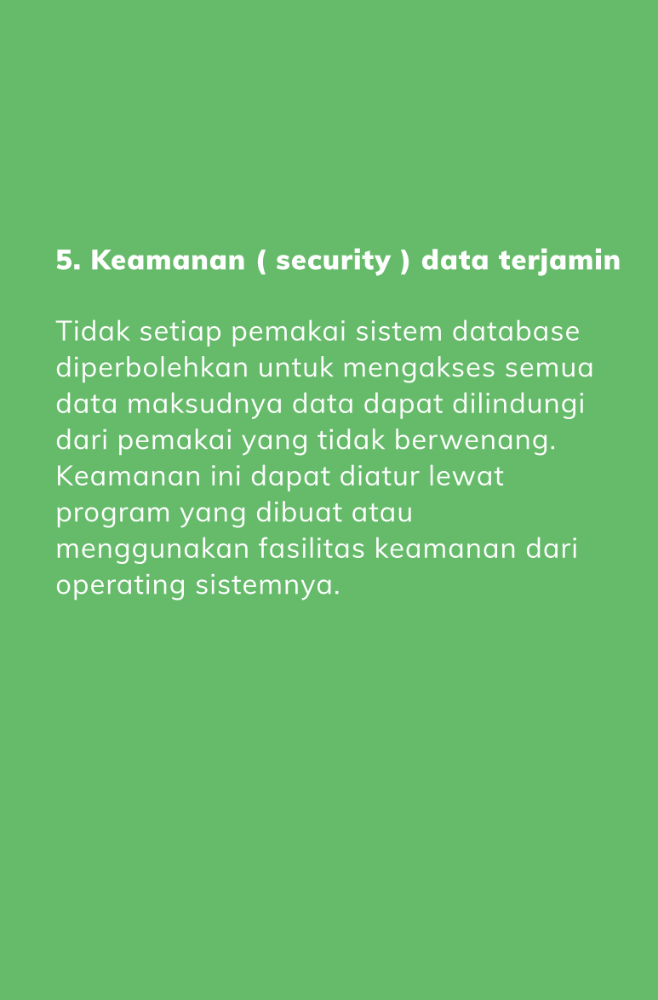 5. Keamanan ( security ) data terjamin
Tidak setiap pemakai sistem database
diperbolehkan untuk mengakses semua
data maksudnya data dapat dilindungi
dari pemakai yang tidak berwenang.
Keamanan ini dapat diatur lewat
program yang dibuat atau
menggunakan fasilitas keamanan dari
operating sistemnya.